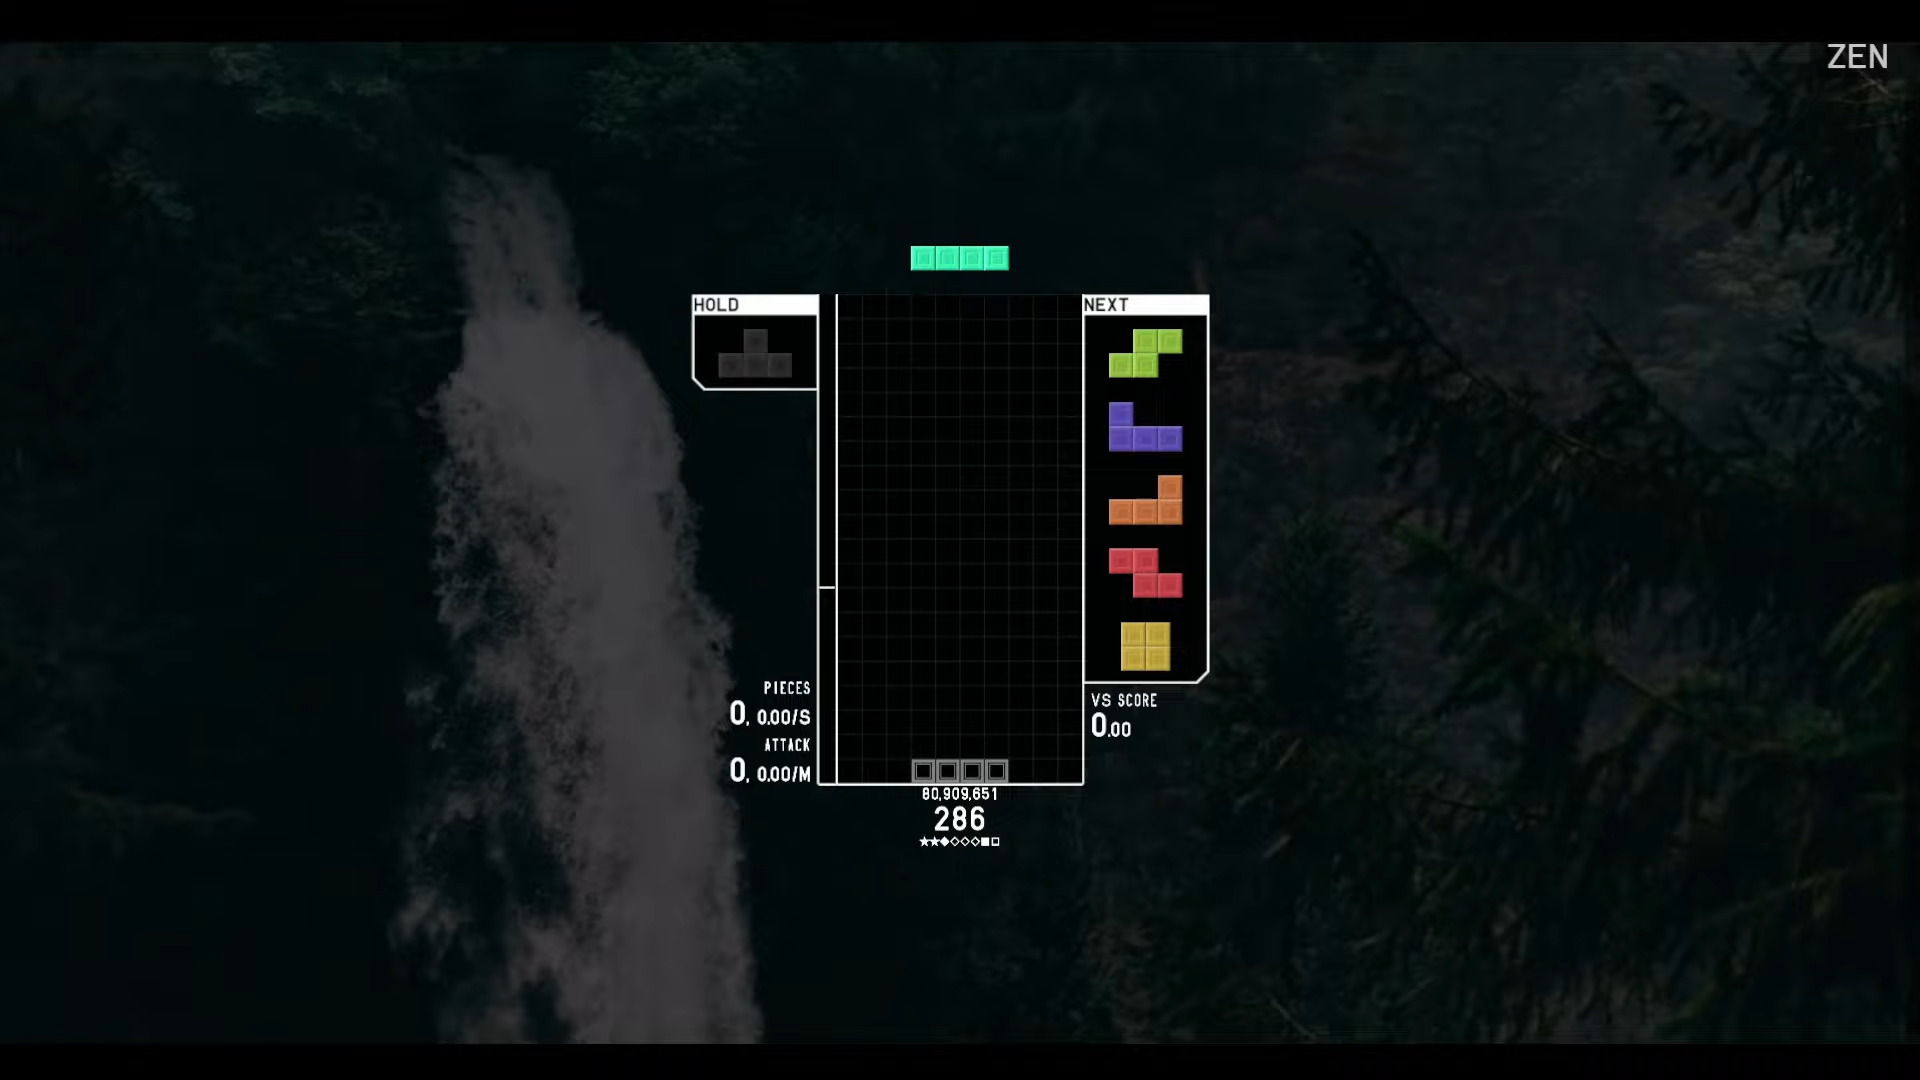 ZEN
HOLD
NEXT
PIECES
0, 0.00/S
ATTACK
0, 0.00/M
VS SCORE
0.00
80,909,651
286